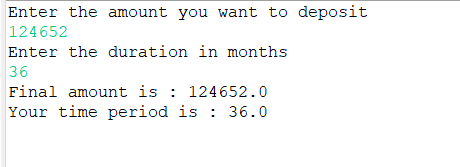 Enter the amount you want to deposit
124652
Enter the duration in months
36
Final amount is : 124652.0
Your time period is : 36.0